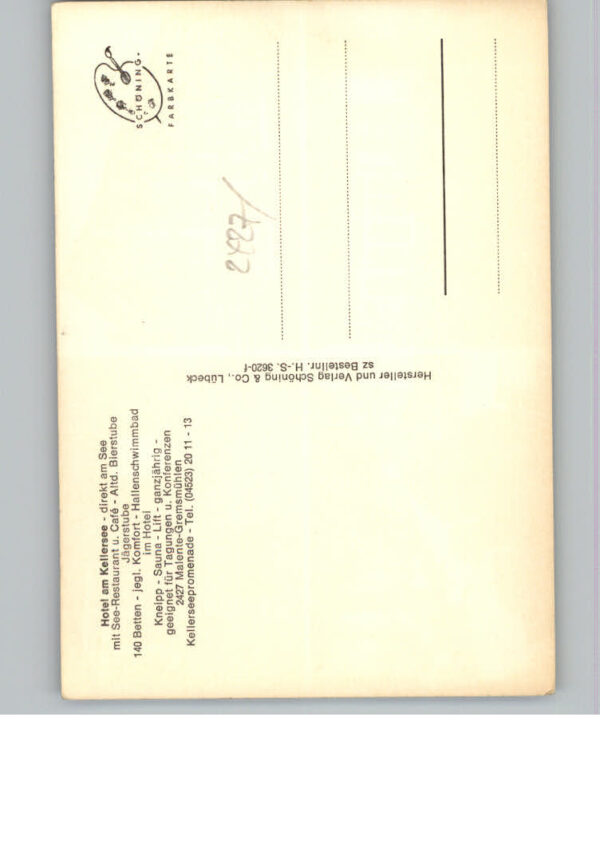 Hotel am Kellersee - direkt am See
mit See-Restaurant u. Café - Altd. Bierstube
Jägerstube
140 Betten - jegl. Komfort - Hallenschwimmbad
im Hotel
Kneipp - Sauna - Lift - ganzjährig -
geeignet für Tagungen u. Konferenzen
2427 Malente-Gremsmühlen
Kellerseepromenade - Tel. (04523) 20 11 - 13
Hersteller und Verlag Schöning & Co., Lübeck
sz Bestellnr. H.-S. 3620-f
SCHÖNING-
FARBKARTE
2427/